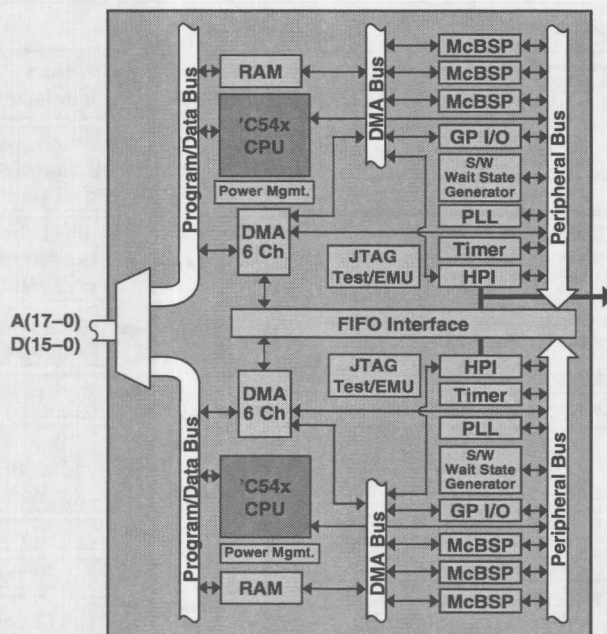 McBSP
RAM
McBSP
McBSP
'C54x
CPU
DMA Bus
GP I/O
Program/Data Bus
Peripheral Bus
S/W
Wait State
Generator
Power Mgmt.
DMA
6 Ch
PLL
JTAG
Test/EMU
Timer
HPI
A(17–0)
D(15–0)
FIFO Interface
JTAG
Test/EMU
HPI
DMA
6 Ch
Timer
PLL
Program/Data Bus
Peripheral Bus
S/W
Wait State
Generator
'C54x
CPU
DMA Bus
GP I/O
Power Mgmt.
McBSP
RAM
McBSP
McBSP